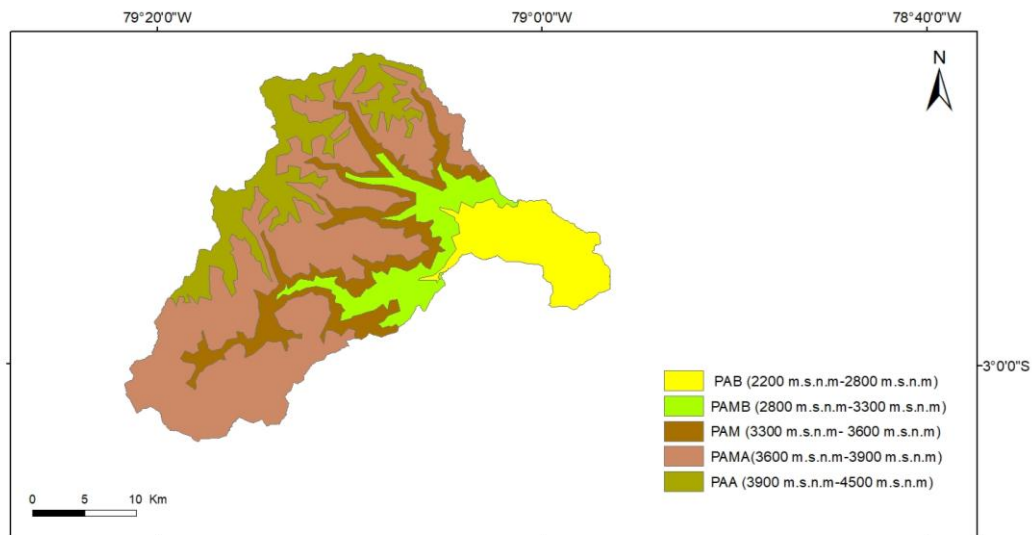 79°20'0"W 79°0'0"W 78°40'0"W
N
3°0'0"S
PAB (2200 m.s.n.m-2800 m.s.n.m)
PAMB (2800 m.s.n.m-3300 m.s.n.m)
PAM (3300 m.s.n.m- 3600 m.s.n.m)
PAMA(3600 m.s.n.m-3900 m.s.n.m)
PAA (3900 m.s.n.m-4500 m.s.n.m)
0 5 10 Km